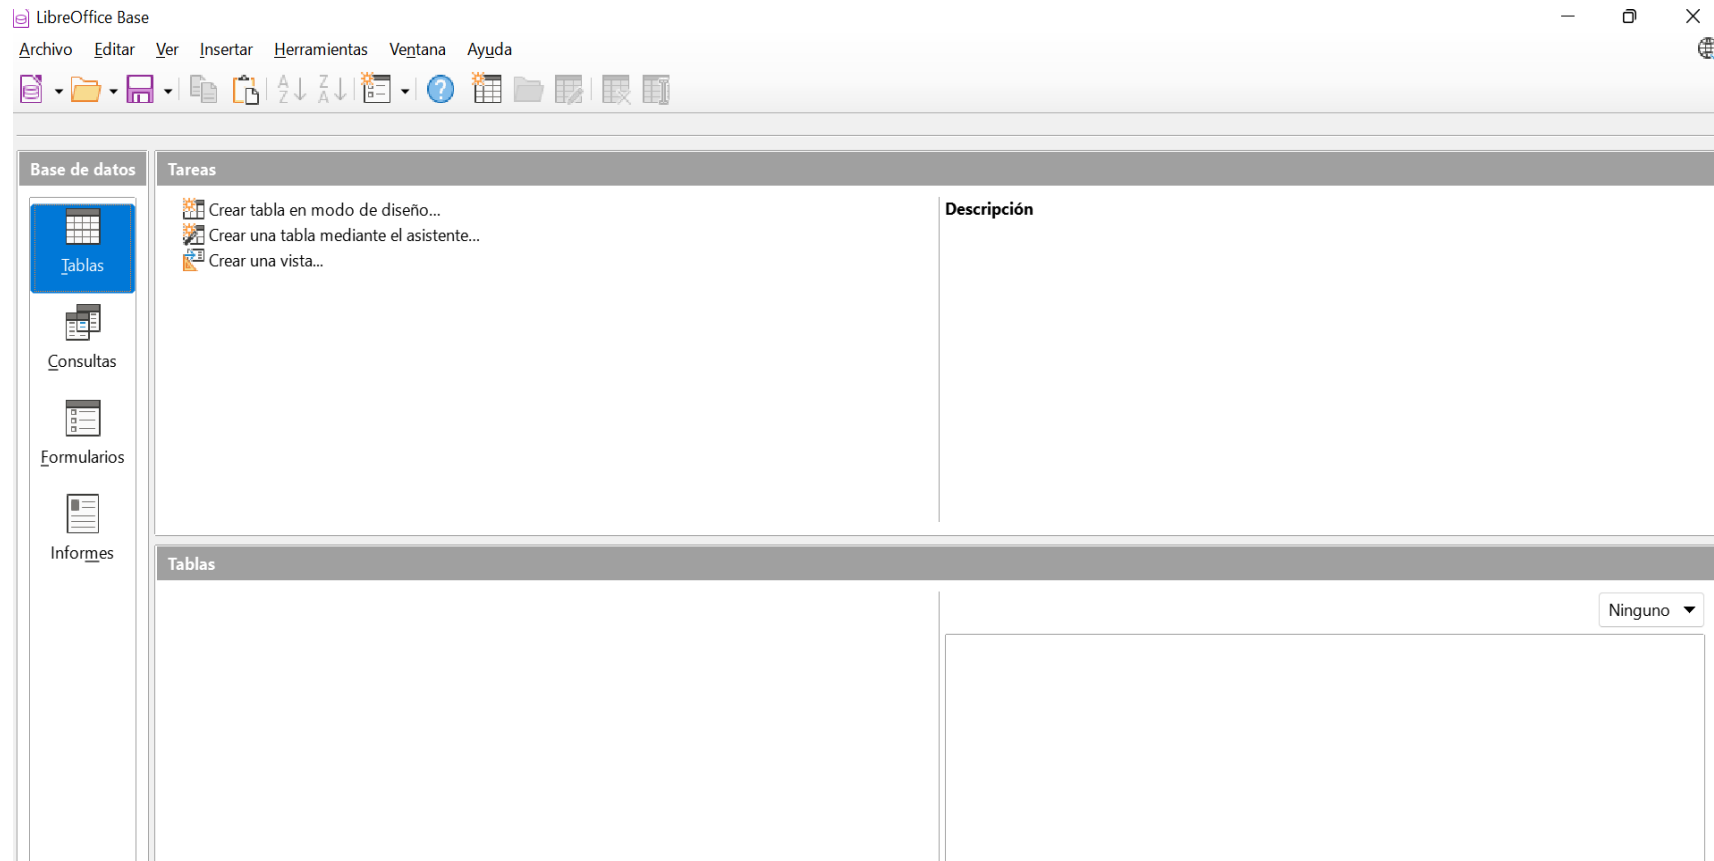 LibreOffice Base
Archivo Editar Ver Insertar Herramientas Ventana Ayuda
Base de datos
Tareas
Tablas
Consultas
Formularios
Informes
Crear tabla en modo de diseño...
Crear una tabla mediante el asistente...
Crear una vista...
Descripción
Tablas
Ninguno